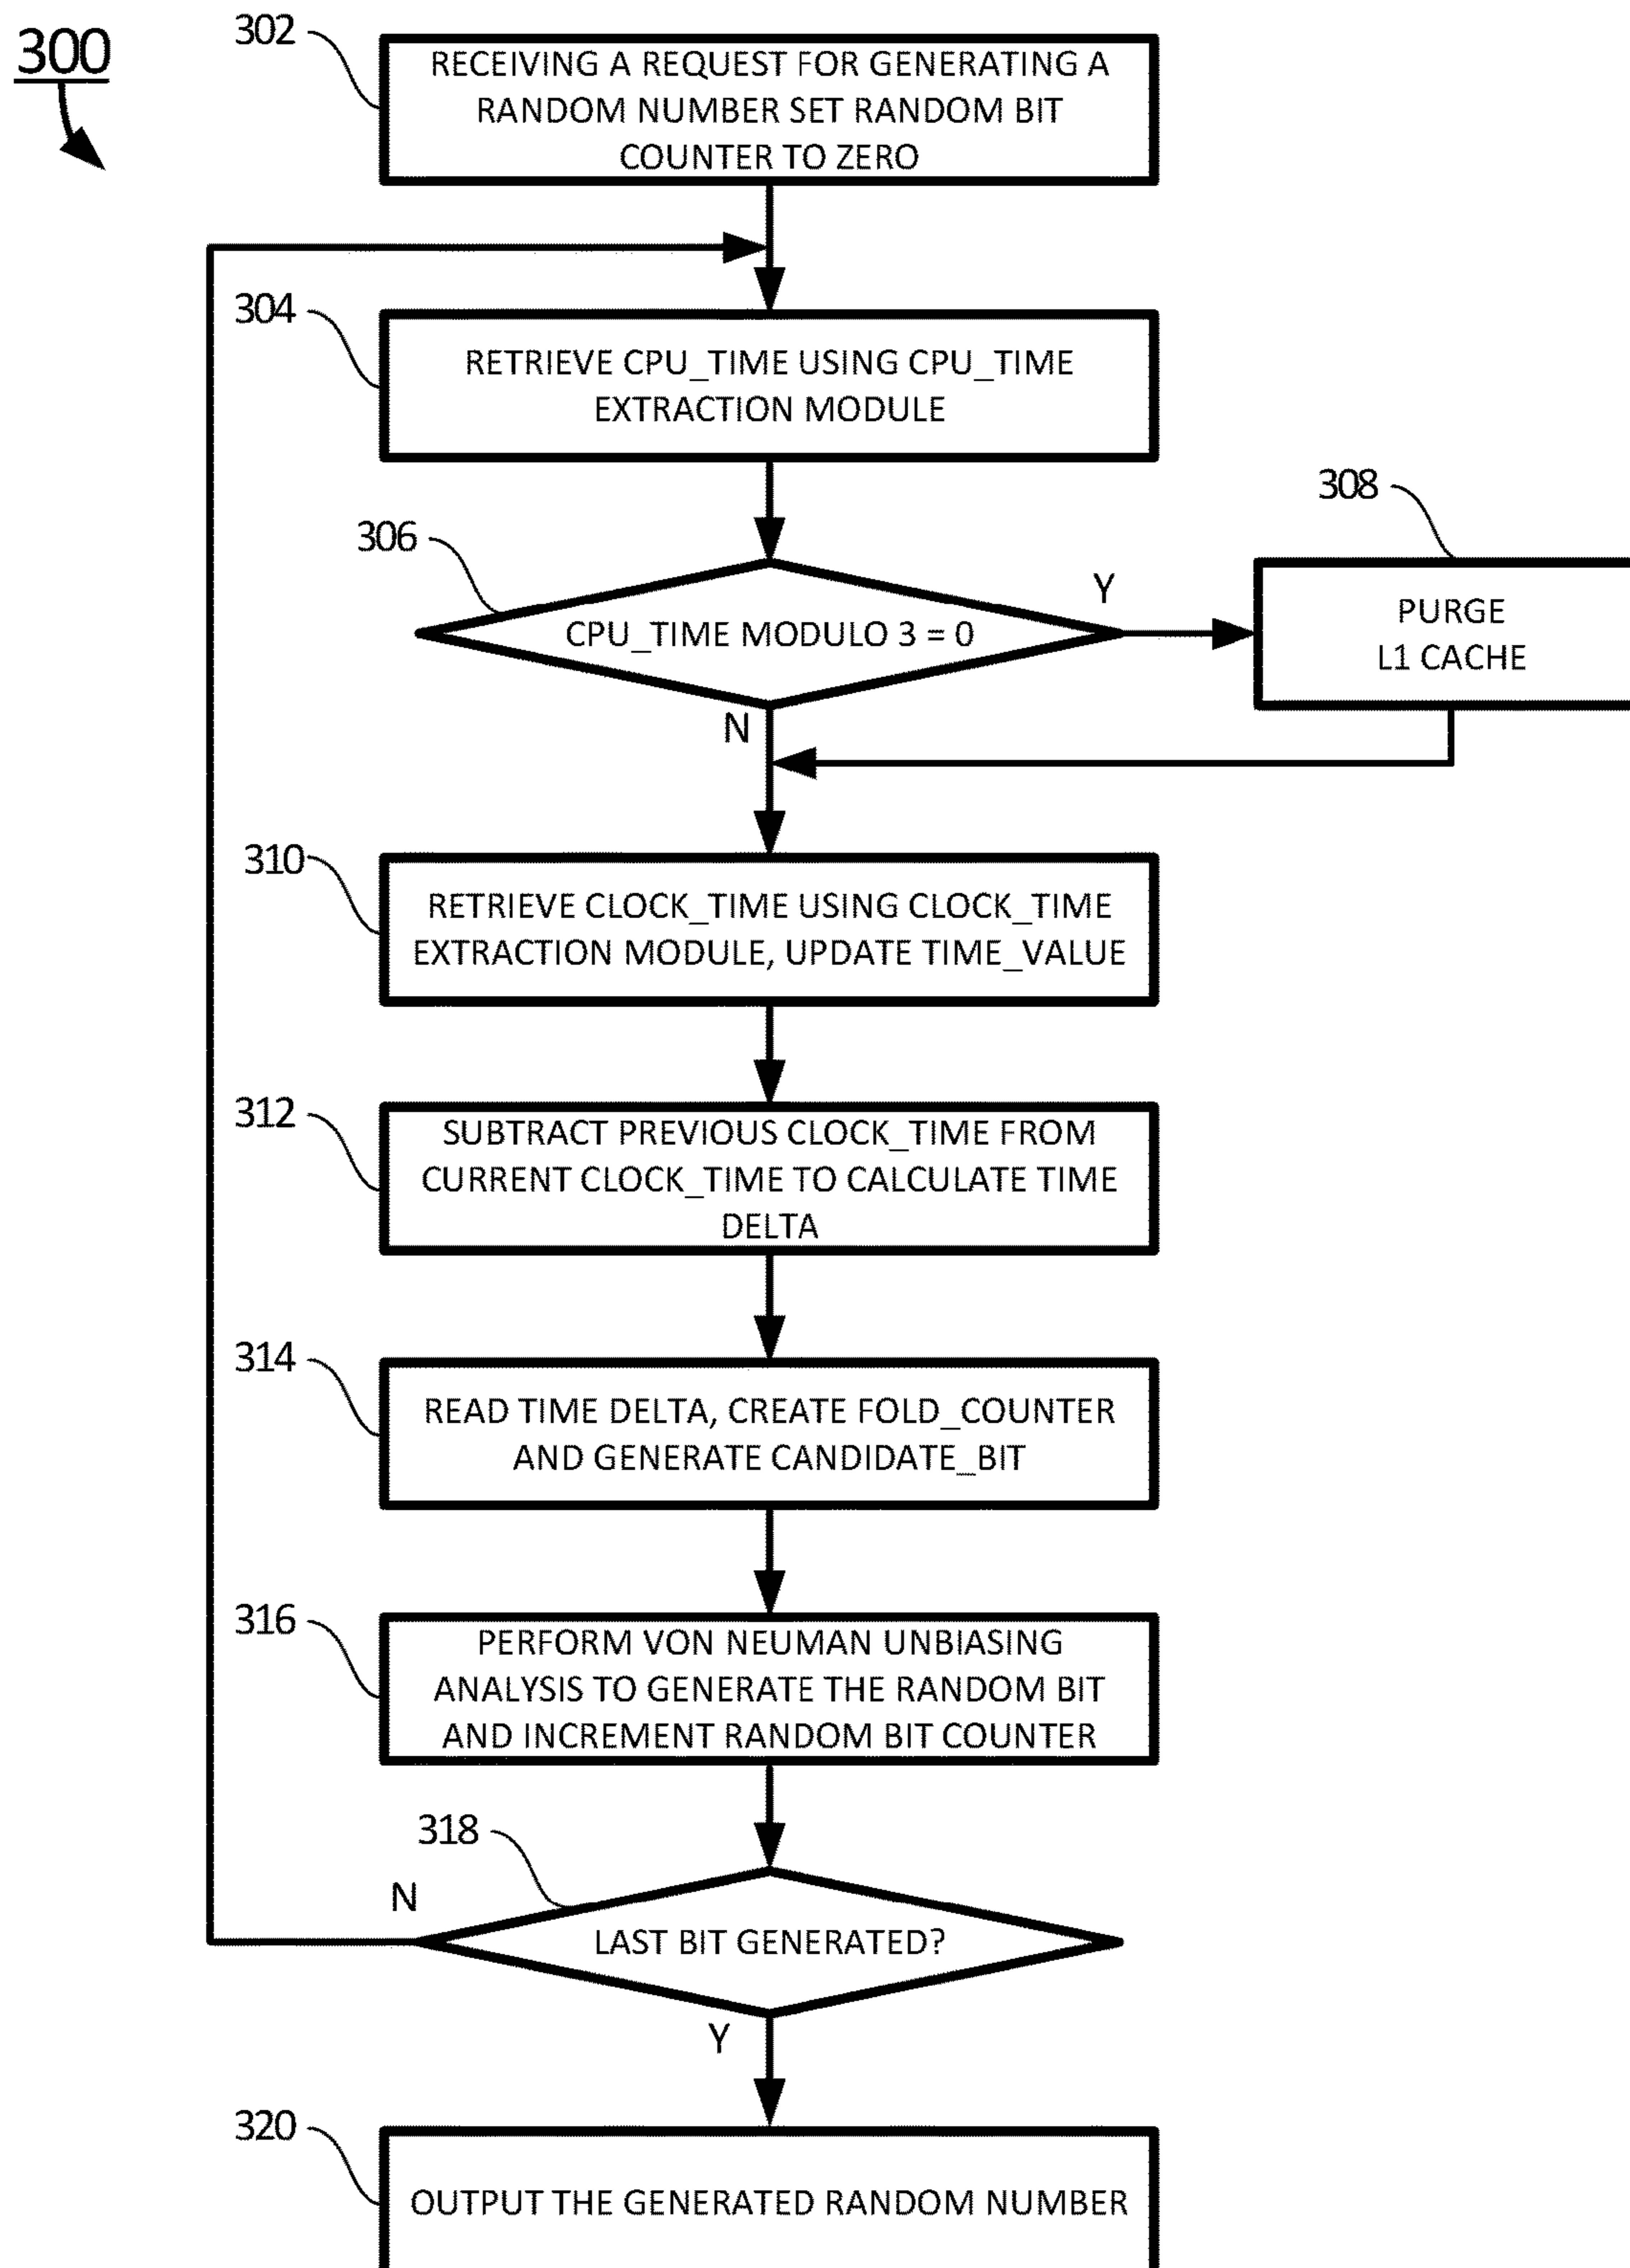 300
302
RECEIVING A REQUEST FOR GENERATING A
RANDOM NUMBER SET RANDOM BIT
COUNTER TO ZERO
304
RETRIEVE CPU_TIME USING CPU_TIME
EXTRACTION MODULE
306
CPU_TIME MODULO 3 = 0
Y
N
308
PURGE
L1 CACHE
310
RETRIEVE CLOCK_TIME USING CLOCK_TIME
EXTRACTION MODULE, UPDATE TIME_VALUE
312
SUBTRACT PREVIOUS CLOCK_TIME FROM
CURRENT CLOCK_TIME TO CALCULATE TIME
DELTA
314
READ TIME DELTA, CREATE FOLD_COUNTER
AND GENERATE CANDIDATE_BIT
316
PERFORM VON NEUMAN UNBIASING
ANALYSIS TO GENERATE THE RANDOM BIT
AND INCREMENT RANDOM BIT COUNTER
318
N
LAST BIT GENERATED?
Y
320
OUTPUT THE GENERATED RANDOM NUMBER